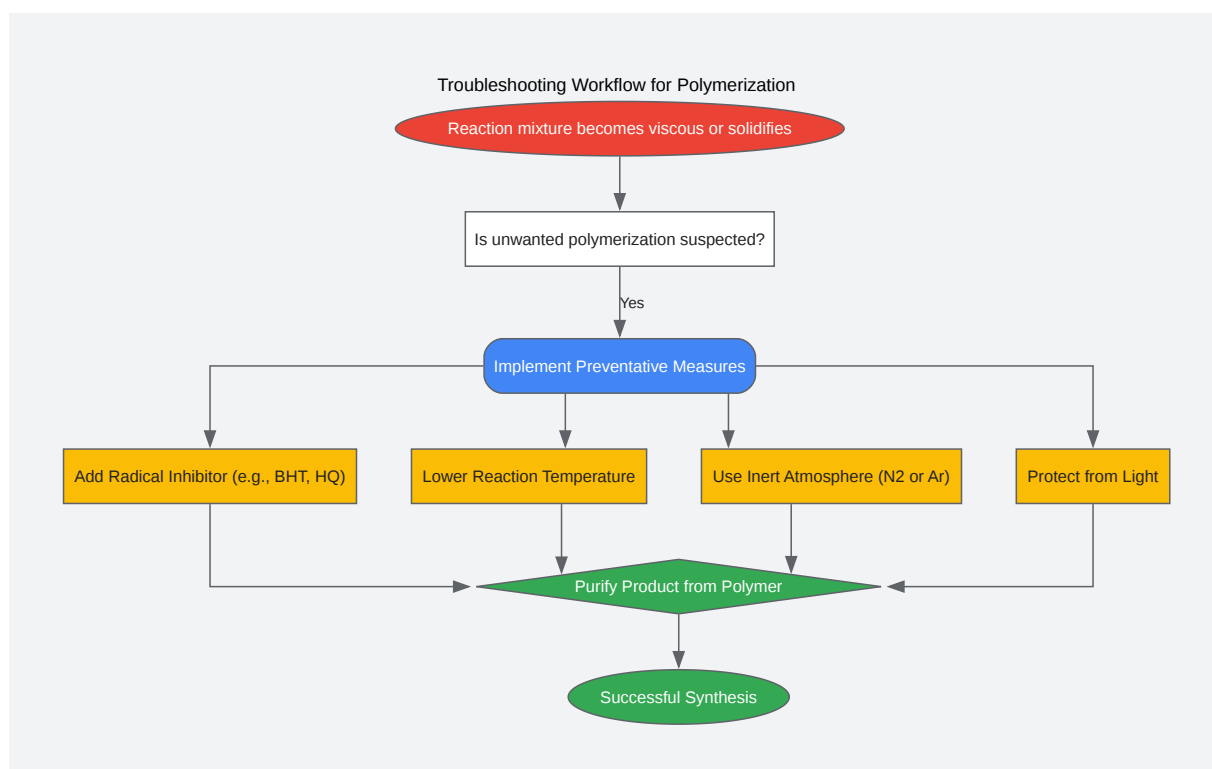 Troubleshooting Workflow for Polymerization
Reaction mixture becomes viscous or solidifies
Is unwanted polymerization suspected?
Yes
Implement Preventative Measures
Add Radical Inhibitor (e.g., BHT, HQ)
Lower Reaction Temperature
Use Inert Atmosphere (N2 or Ar)
Protect from Light
Purify Product from Polymer
Successful Synthesis